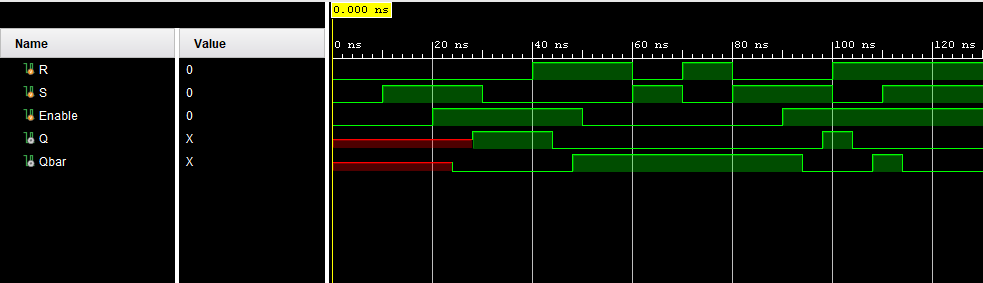 0.000 ns
Name Value
0 ns 20 ns 40 ns 60 ns 80 ns 100 ns 120 ns
R 0
S 0
Enable 0
Q X
Qbar X